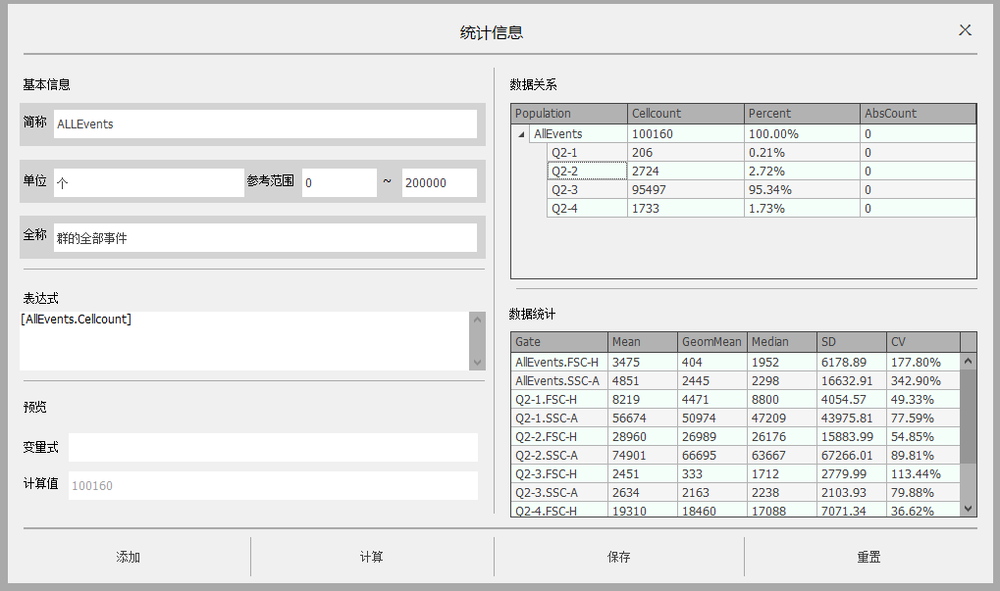 统计信息
基本信息
简称 ALLEvents
单位 个 参考范围 0 ~ 200000
全称 群的全部事件
表达式
[AllEvents.Cellcount]
预览
变量式
计算值 100160
数据关系
Population Cellcount Percent AbsCount
AllEvents 100160 100.00% 0
Q2-1 206 0.21% 0
Q2-2 2724 2.72% 0
Q2-3 95497 95.34% 0
Q2-4 1733 1.73% 0
数据统计
Gate Mean GeomMean Median SD CV
AllEvents.FSC-H 3475 404 1952 6178.89 177.80%
AllEvents.SSC-A 4851 2445 2298 16632.91 342.90%
Q2-1.FSC-H 8219 4471 8800 4054.57 49.33%
Q2-1.SSC-A 56674 50974 47209 43975.81 77.59%
Q2-2.FSC-H 28960 26989 26176 15883.99 54.85%
Q2-2.SSC-A 74901 66695 63667 67266.01 89.81%
Q2-3.FSC-H 2451 333 1712 2779.99 113.44%
Q2-3.SSC-A 2634 2163 2238 2103.93 79.88%
Q2-4.FSC-H 19310 18460 17088 7071.34 36.62%
添加 计算 保存 重置